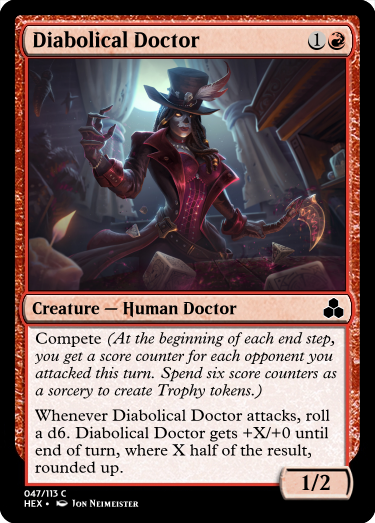 Diabolical Doctor 1
Creature — Human Doctor
Compete (At the beginning of each end step,
you get a score counter for each opponent you
attacked this turn. Spend six score counters as
a sorcery to create Trophy tokens.)
Whenever Diabolical Doctor attacks, roll
a d6. Diabolical Doctor gets +X/+0 until
end of turn, where X half of the result,
rounded up.
1/2
047/113 C
HEX • Jon Neimeister